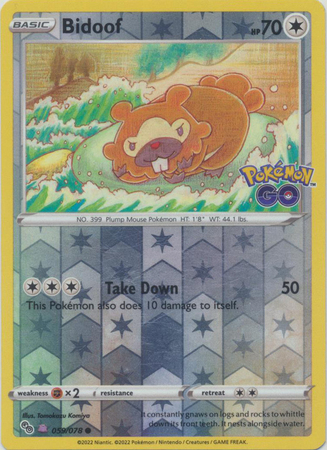 BASIC
Bidoof
HP 70
Pokémon
GO
NO. 399 Plump Mouse Pokémon HT: 1'8" WT: 44.1 lbs.
Take Down 50
This Pokémon also does 10 damage to itself.
weakness ×2 resistance retreat
Illus. Tomokazu Komiya
It constantly gnaws on logs and rocks to whittle
down its front teeth. It nests alongside water.
059/078
©2022 Niantic. ©2022 Pokémon / Nintendo / Creatures / GAME FREAK.